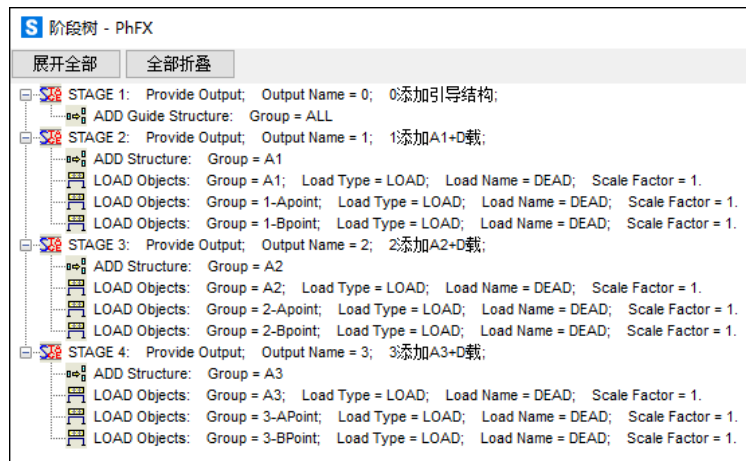 S 阶段树 - PhFX
展开全部 全部折叠
STAGE 1: Provide Output; Output Name = 0; 0添加引导结构;
ADD Guide Structure: Group = ALL
STAGE 2: Provide Output; Output Name = 1; 1添加A1+D载;
ADD Structure: Group = A1
LOAD Objects: Group = A1; Load Type = LOAD; Load Name = DEAD; Scale Factor = 1.
LOAD Objects: Group = 1-Apoint; Load Type = LOAD; Load Name = DEAD; Scale Factor = 1.
LOAD Objects: Group = 1-Bpoint; Load Type = LOAD; Load Name = DEAD; Scale Factor = 1.
STAGE 3: Provide Output; Output Name = 2; 2添加A2+D载;
ADD Structure: Group = A2
LOAD Objects: Group = A2; Load Type = LOAD; Load Name = DEAD; Scale Factor = 1.
LOAD Objects: Group = 2-Apoint; Load Type = LOAD; Load Name = DEAD; Scale Factor = 1.
LOAD Objects: Group = 2-Bpoint; Load Type = LOAD; Load Name = DEAD; Scale Factor = 1.
STAGE 4: Provide Output; Output Name = 3; 3添加A3+D载;
ADD Structure: Group = A3
LOAD Objects: Group = A3; Load Type = LOAD; Load Name = DEAD; Scale Factor = 1.
LOAD Objects: Group = 3-APoint; Load Type = LOAD; Load Name = DEAD; Scale Factor = 1.
LOAD Objects: Group = 3-BPoint; Load Type = LOAD; Load Name = DEAD; Scale Factor = 1.